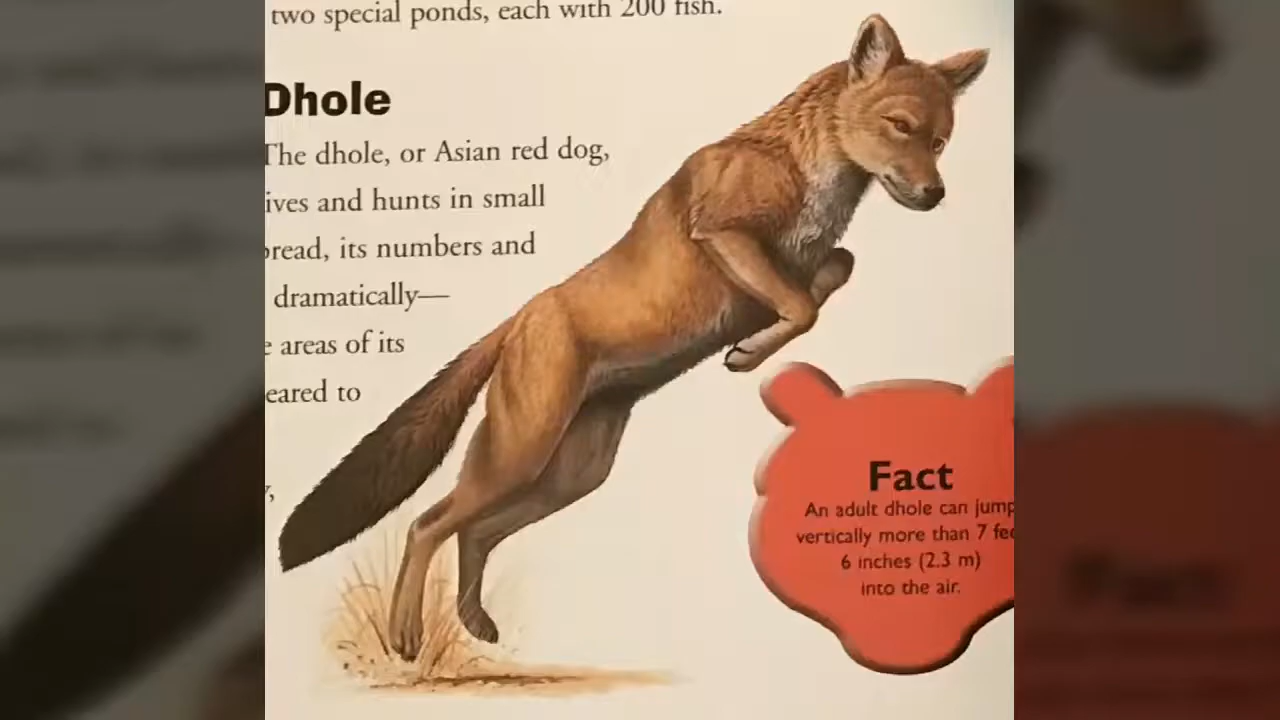 two special ponds, each with 200 fish.
Dhole
The dhole, or Asian red dog,
ives and hunts in small
read, its numbers and
dramatically—
areas of its
eared to
Fact
An adult dhole can jump
vertically more than 7 fee
6 inches (2.3 m)
into the air.